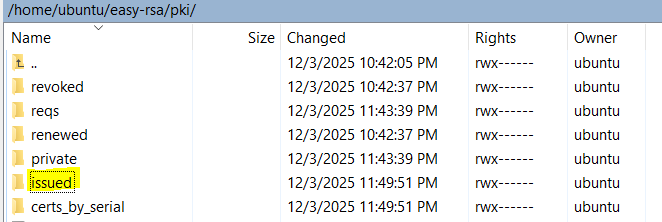 /home/ubuntu/easy-rsa/pki/
Name Size Changed Rights Owner
.. 12/3/2025 10:42:05 PM rwx------ ubuntu
revoked 12/3/2025 10:42:37 PM rwx------ ubuntu
reqs 12/3/2025 11:43:39 PM rwx------ ubuntu
renewed 12/3/2025 10:42:37 PM rwx------ ubuntu
private 12/3/2025 11:43:39 PM rwx------ ubuntu
issued 12/3/2025 11:49:51 PM rwx------ ubuntu
certs_by_serial 12/3/2025 11:49:51 PM rwx------ ubuntu